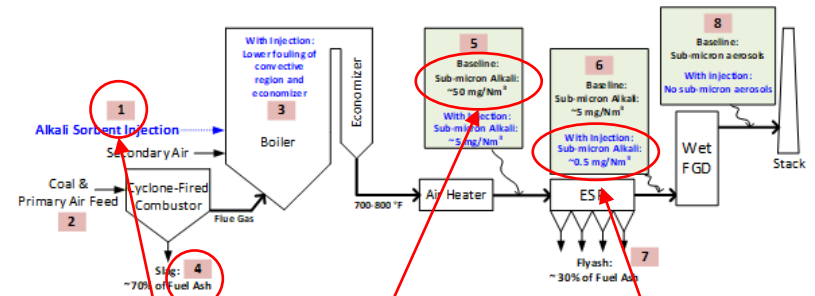 8
Baseline:
Sub-micron aerosols
With injection:
No sub-micron aerosols
With Injection:
Lower fouling of
convective
region and
economizer
3
Boiler
Economizer
5
Baseline:
Sub-micron Alkali:
~50 mg/Nm³
With Injection:
Sub-micron Alkali:
~5 mg/Nm³
6
Baseline:
Sub-micron Alkali:
~5 mg/Nm³
With Injection:
Sub-micron Alkali:
~0.5 mg/Nm³
1
Alkali Sorbent Injection
Secondary Air
Coal &
Primary Air Feed
2
Cyclone-Fired
Combustor
Flue Gas
700-800 °F
Air Heater
ESP
Wet
FGD
Stack
Slag: 4
~70% of Fuel Ash
Flyash: 7
~ 30% of Fuel Ash